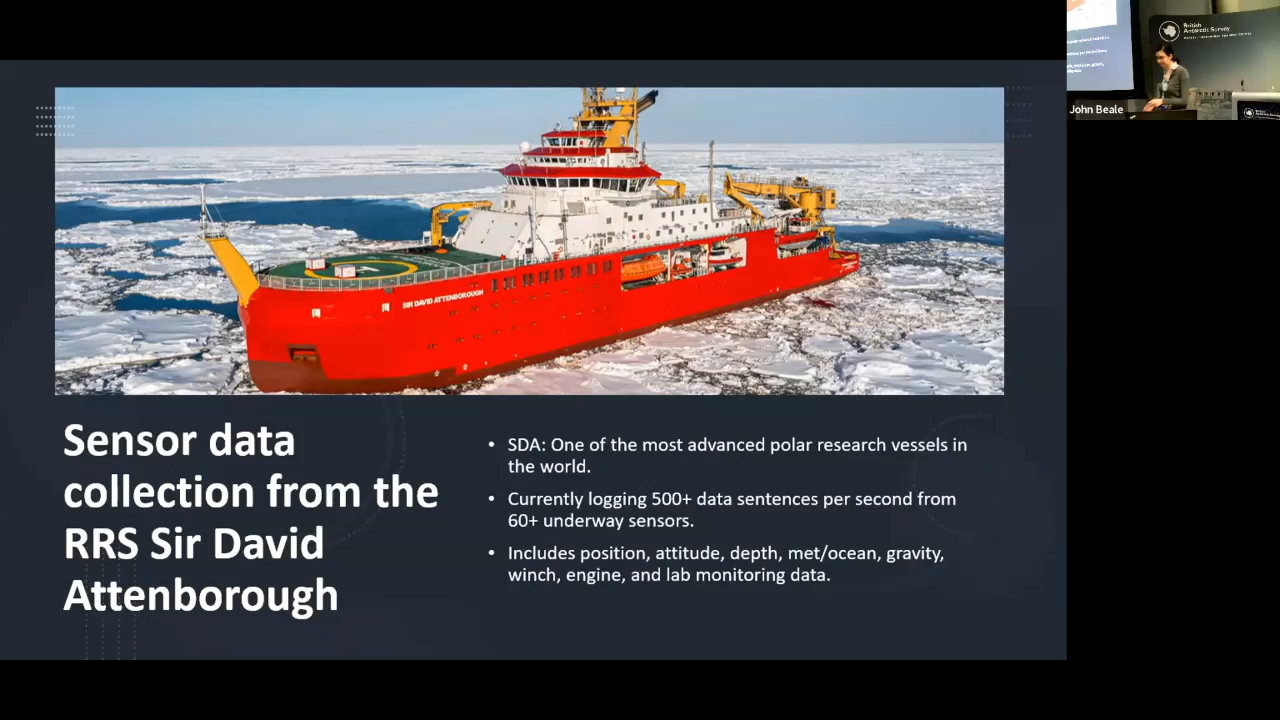 British
Antarctic Survey
John Beale
SIR DAVID ATTENBOROUGH
Sensor data
collection from the
RRS Sir David
Attenborough
• SDA: One of the most advanced polar research vessels in
the world.
• Currently logging 500+ data sentences per second from
60+ underway sensors.
• Includes position, attitude, depth, met/ocean, gravity,
winch, engine, and lab monitoring data.